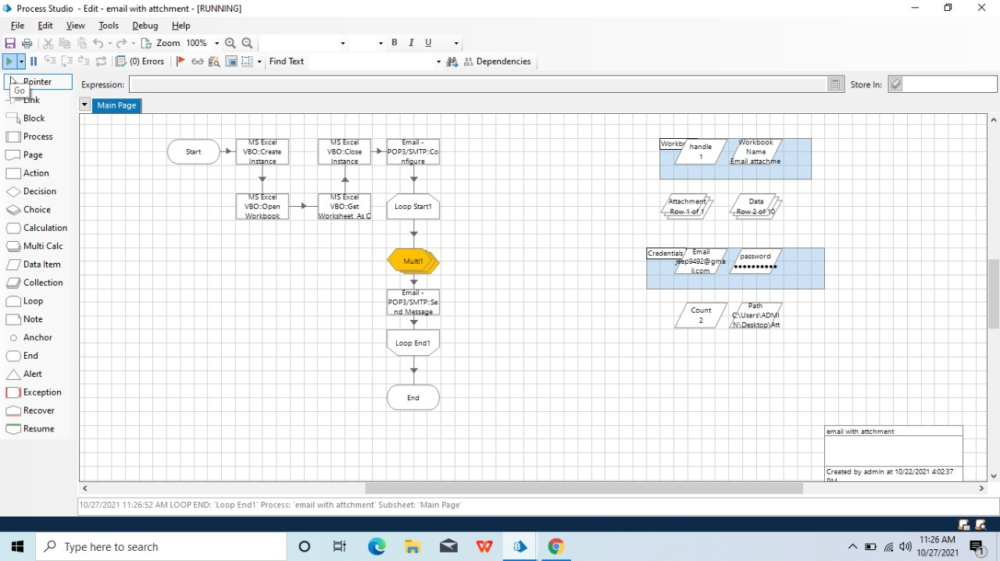 Process Studio - Edit - email with attchment - [RUNNING]
File Edit View Tools Debug Help
Zoom 100% B I U
(0) Errors Find Text Dependencies
Pointer
Go
Expression: Store In:
Link
Main Page
Block
Process
Page
Action
Decision
Choice
Calculation
Multi Calc
Data Item
Collection
Loop
Note
Anchor
End
Alert
Exception
Recover
Resume
Start
MS Excel
VBO::Create
Instance
MS Excel
VBO::Close
Instance
Email -
POP3/SMTP::Co
nfigure
MS Excel
VBO::Open
Workbook
MS Excel
VBO::Get
Worksheet As C
Loop Start1
Multi1
Email -
POP3/SMTP::Se
nd Message
Loop End1
End
handle
1
Workbook
Name
Email attachme
Attachment
Row 1 of 1
Data
Row 2 of 10
Credentials
Email
jeep9492@gma
il.com
password
••••••••••
Count
2
Path
C:\Users\ADMI
N\Desktop\Att
email with attchment
Created by admin at 10/22/2021 4:02:37
PM
10/27/2021 11:26:52 AM LOOP END: 'Loop End1' Process: 'email with attchment' Subsheet: 'Main Page'
Type here to search
11:26 AM
10/27/2021
1